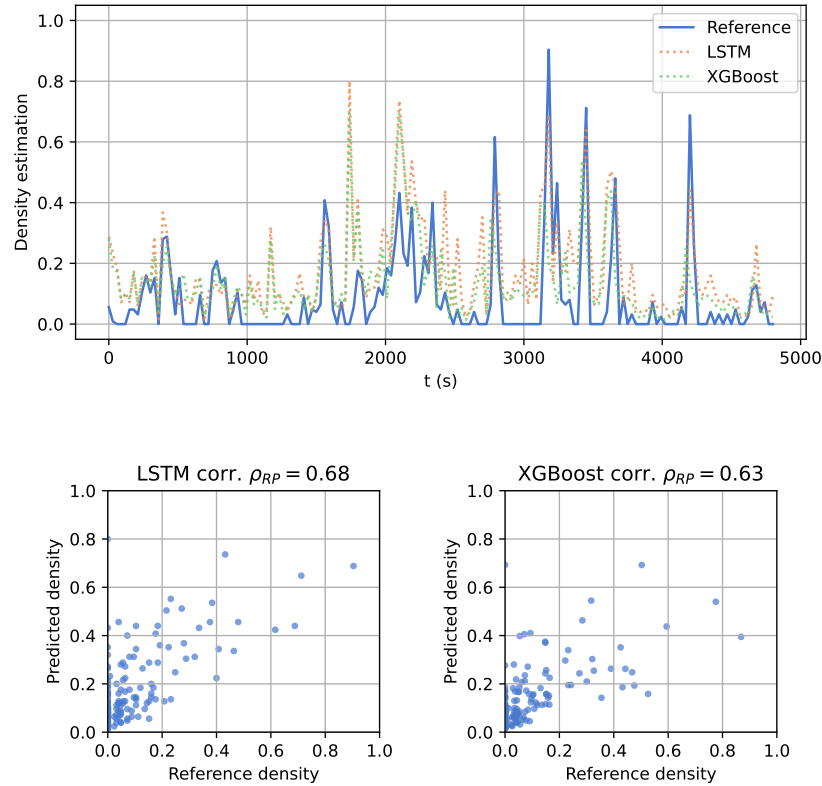 1.0
0.8
0.6
0.4
0.2
0.0
Density estimation
Reference
LSTM
XGBoost
0 1000 2000 3000 4000 5000
t (s)
LSTM corr. ρRP = 0.68
1.0
0.8
0.6
0.4
0.2
0.0
Predicted density
0.0 0.2 0.4 0.6 0.8 1.0
Reference density
XGBoost corr. ρRP = 0.63
1.0
0.8
0.6
0.4
0.2
0.0
Predicted density
0.0 0.2 0.4 0.6 0.8 1.0
Reference density